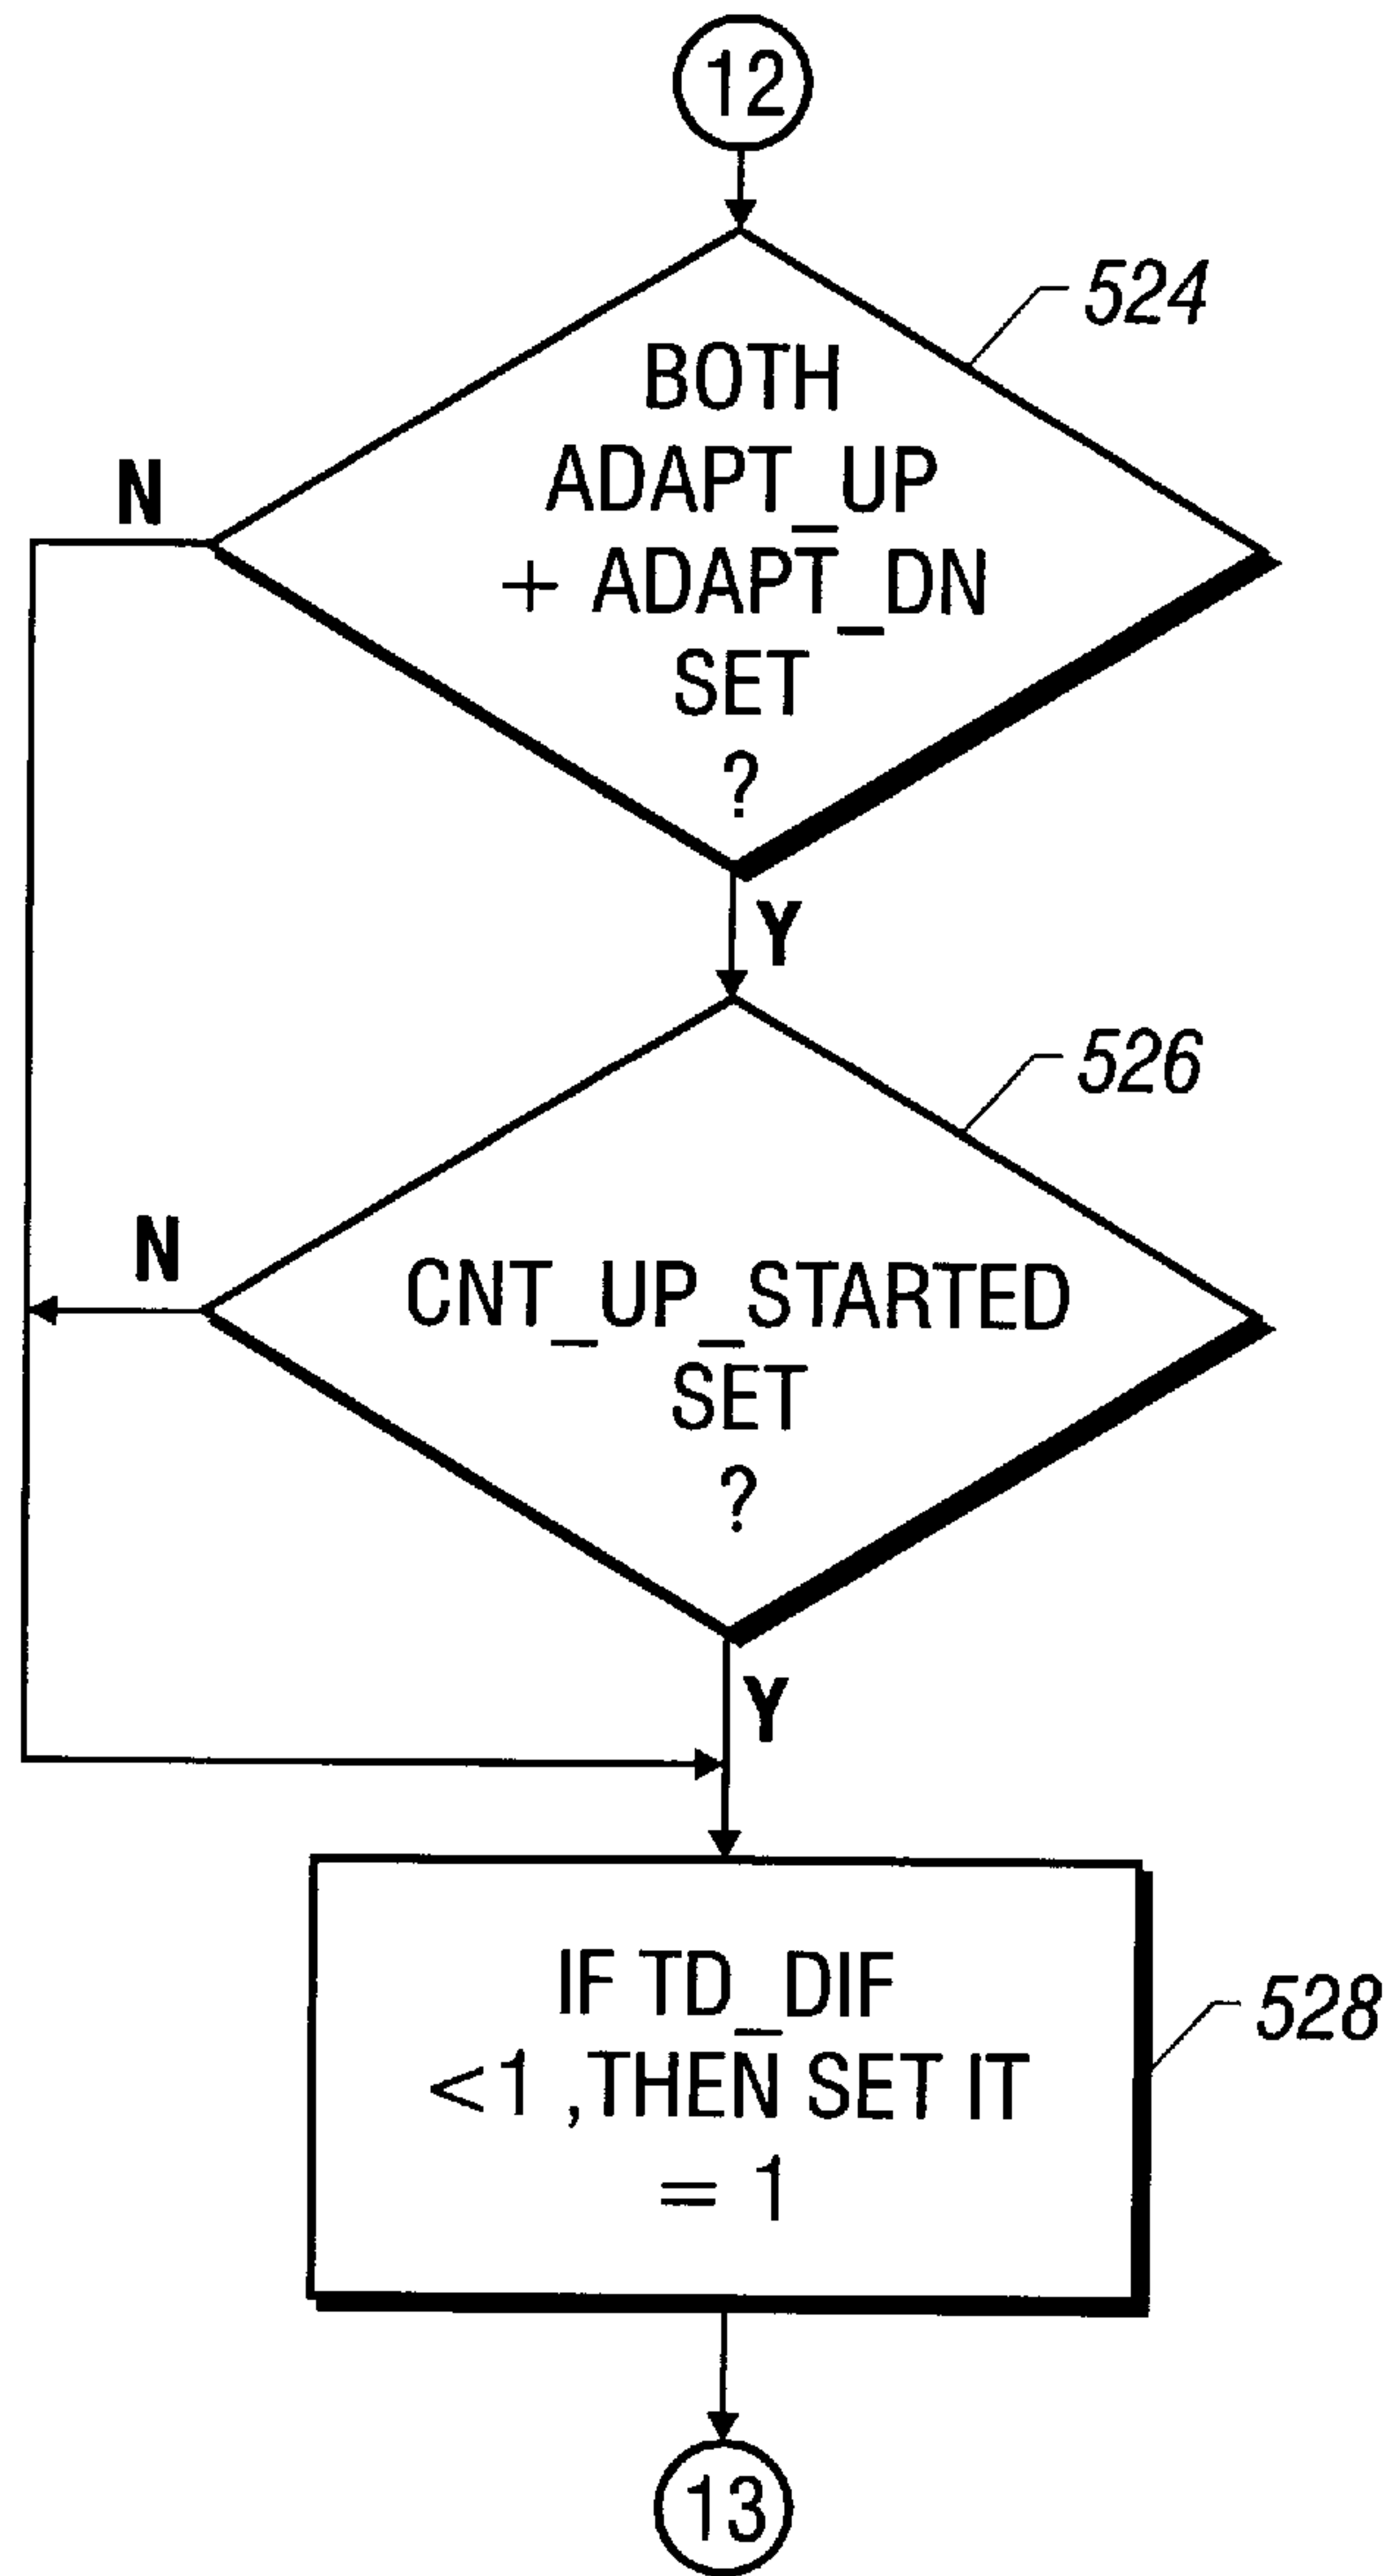 12
524
BOTH
ADAPT_UP
+ ADAPT_DN
SET
?
N
Y
526
N
CNT_UP_STARTED
SET
?
Y
IF TD_DIF
<1 ,THEN SET IT
= 1
528
13